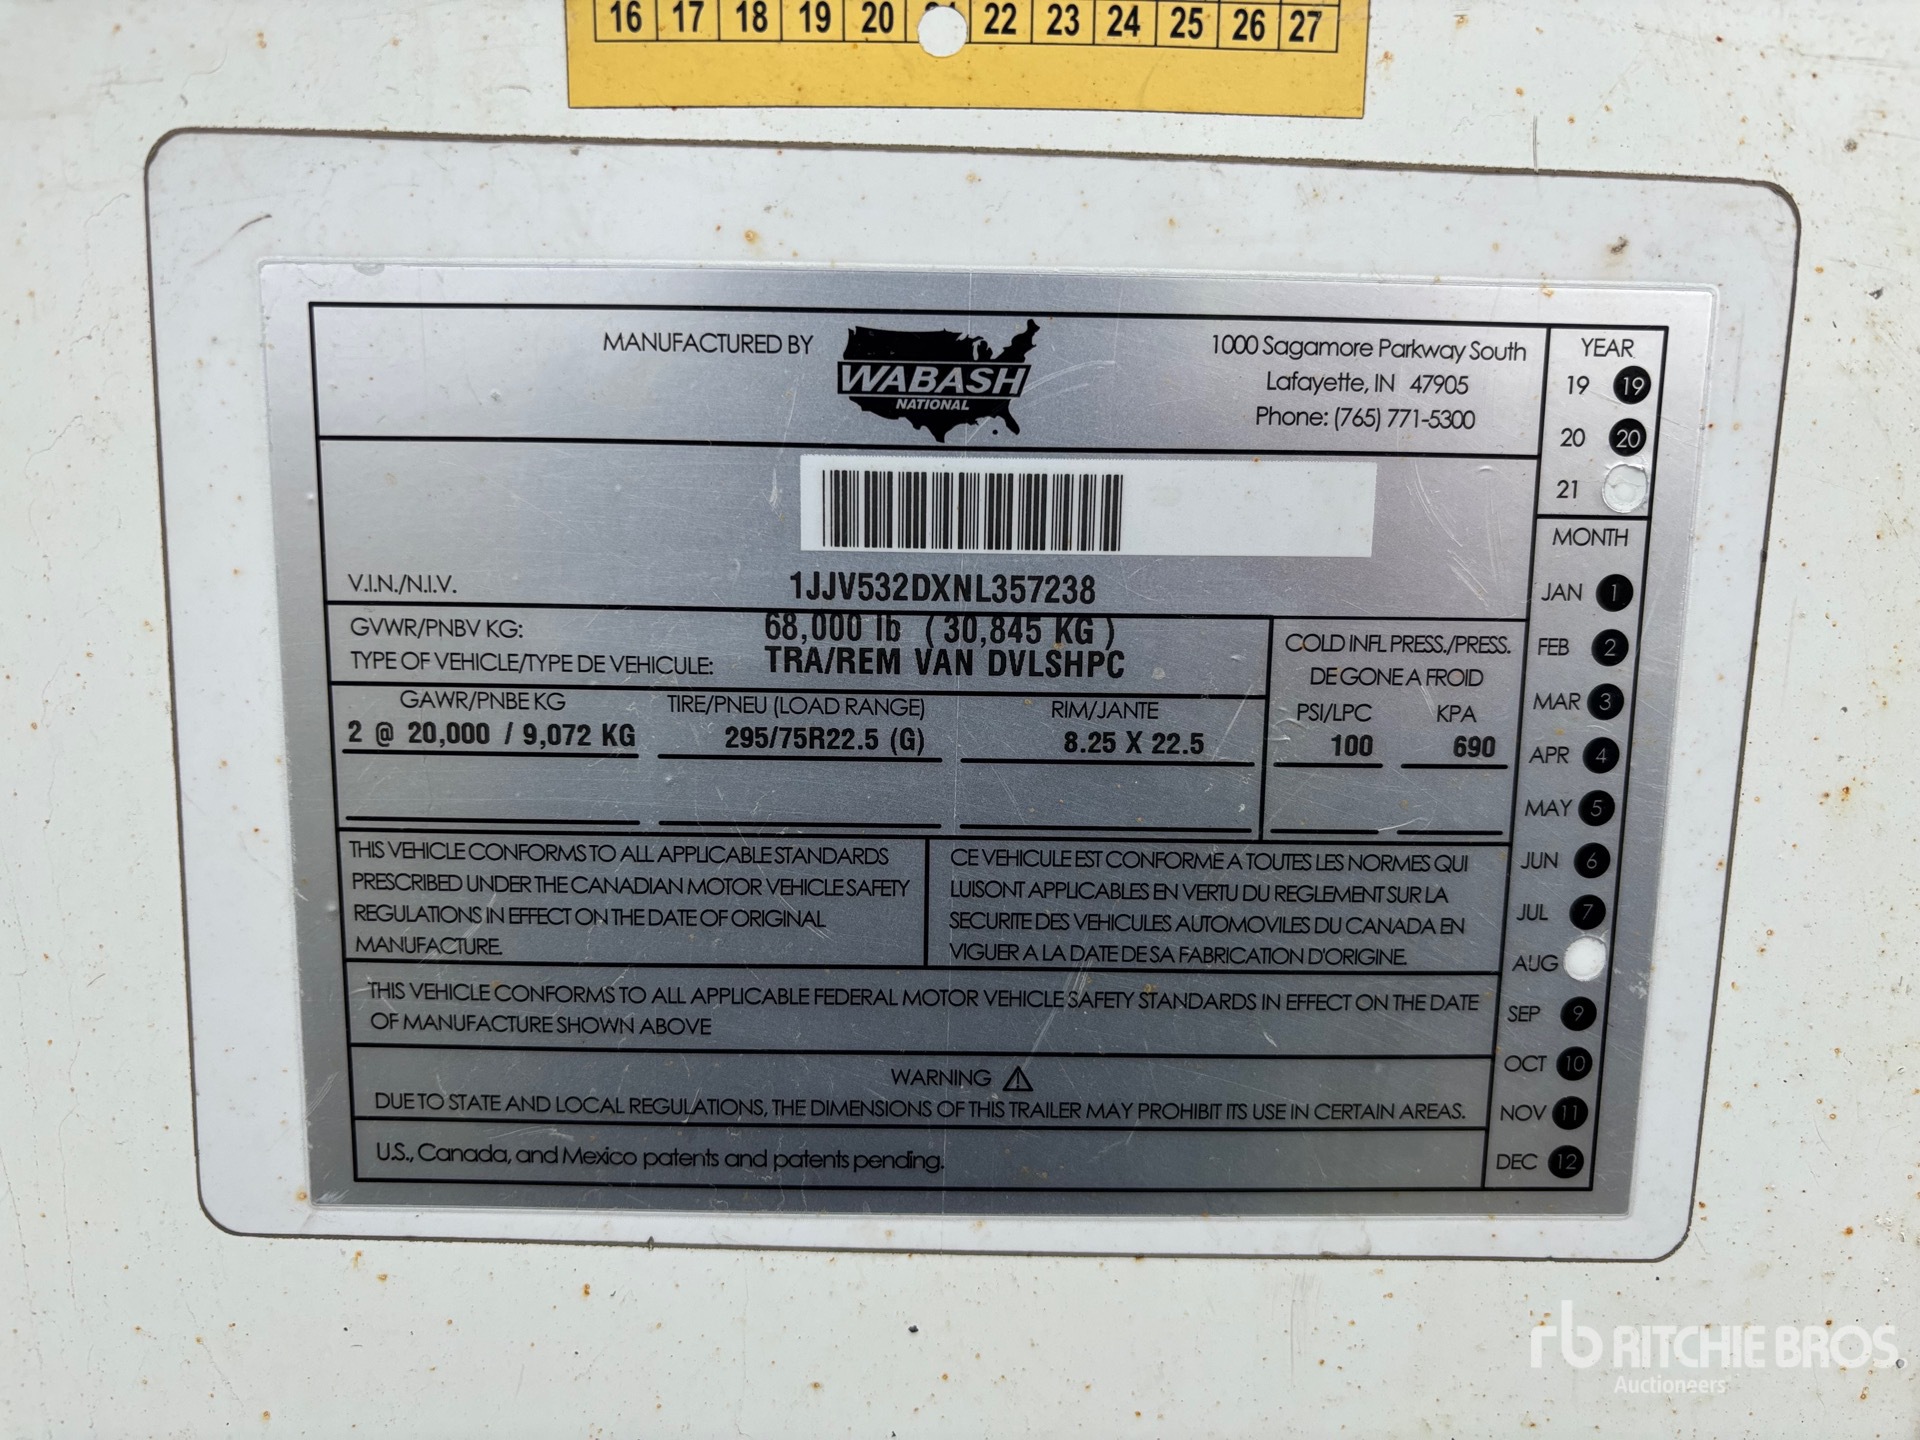 16 17 18 19 20 22 23 24 25 26 27
MANUFACTURED BY
WABASH
NATIONAL
1000 Sagamore Parkway South
Lafayette, IN 47905
Phone: (765) 771-5300
YEAR
19 19
20 20
21
V.I.N./N.I.V. 1JJV532DXNL357238
GVWR/PNBV KG: 68,000 lb (30,845 KG)
TYPE OF VEHICLE/TYPE DE VEHICULE: TRA/REM VAN DVLSHPC
COLD INFL PRESS./PRESS.
DE GONE A FROID
GAWR/PNBE KG TIRE/PNEU (LOAD RANGE) RIM/JANTE PSI/LPC KPA
2 @ 20,000 / 9,072 KG 295/75R22.5 (G) 8.25 X 22.5 100 690
THIS VEHICLE CONFORMS TO ALL APPLICABLE STANDARDS
PRESCRIBED UNDER THE CANADIAN MOTOR VEHICLE SAFETY
REGULATIONS IN EFFECT ON THE DATE OF ORIGINAL
MANUFACTURE.
CE VEHICULE EST CONFORME A TOUTES LES NORMES QUI
LUISONT APPLICABLES EN VERTU DU REGLEMENT SUR LA
SECURITE DES VEHICULES AUTOMOVILES DU CANADA EN
VIGUER A LA DATE DE SA FABRICATION D'ORIGINE.
THIS VEHICLE CONFORMS TO ALL APPLICABLE FEDERAL MOTOR VEHICLE SAFETY STANDARDS IN EFFECT ON THE DATE
OF MANUFACTURE SHOWN ABOVE
WARNING
DUE TO STATE AND LOCAL REGULATIONS, THE DIMENSIONS OF THIS TRAILER MAY PROHIBIT ITS USE IN CERTAIN AREAS.
U.S., Canada, and Mexico patents and patents pending.
MONTH
JAN 1
FEB 2
MAR 3
APR 4
MAY 5
JUN 6
JUL 7
AUG
SEP 9
OCT 10
NOV 11
DEC 12
rb RITCHIE BROS.
Auctioneers